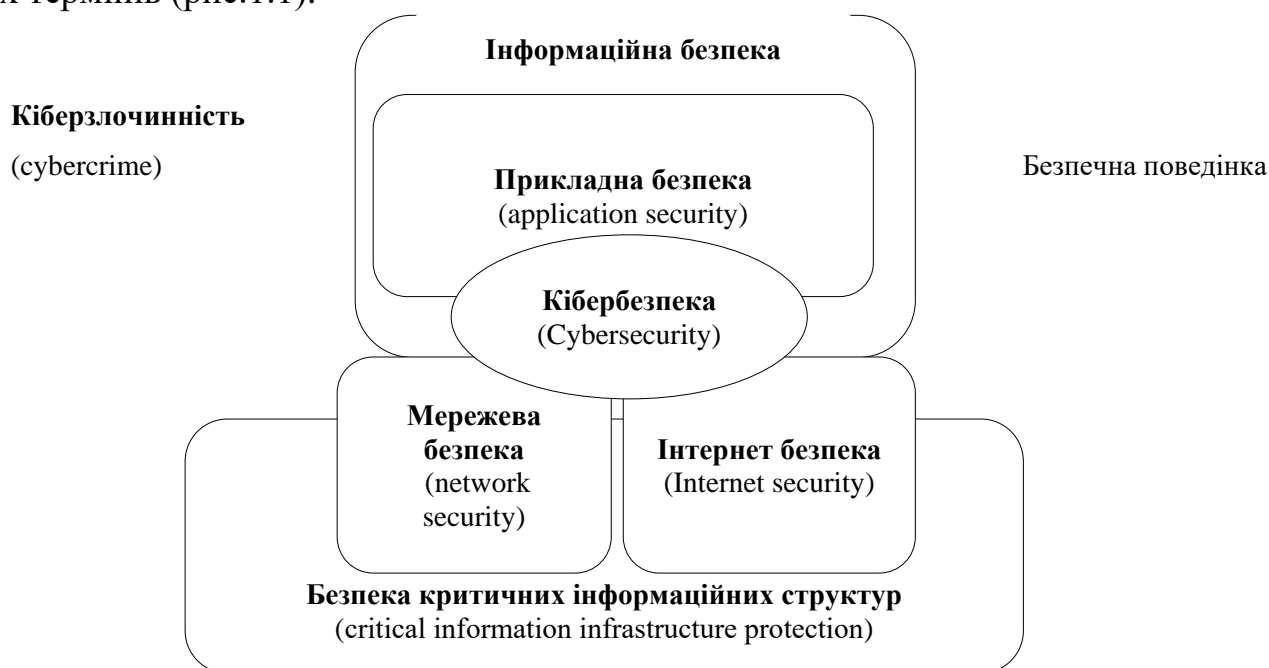 х термінів (рис.1.1).
Інформаційна безпека
Кіберзлочинність
(cybercrime)
Прикладна безпека
(application security)
Безпечна поведінка
Кібербезпека
(Cybersecurity)
Мережева
безпека
(network
security)
Інтернет безпека
(Internet security)
Безпека критичних інформаційних структур
(critical information infrastructure protection)